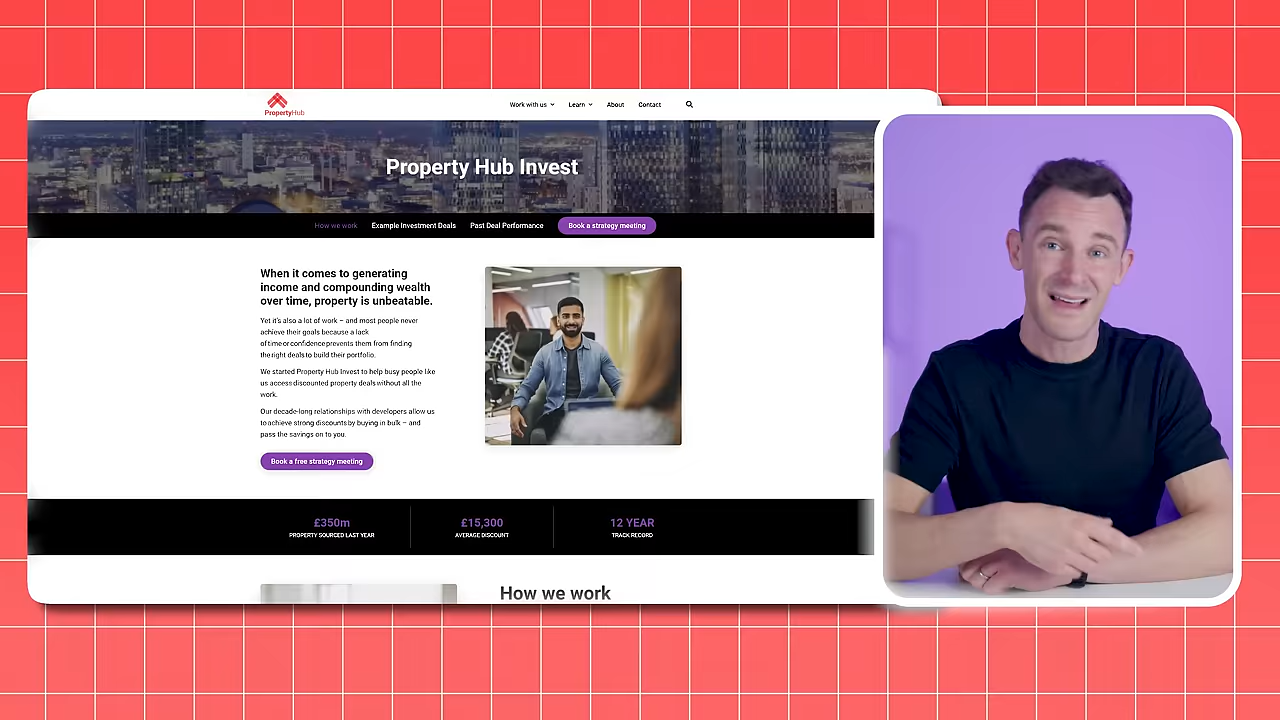 PropertyHub
Work with us
Learn
About
Contact
Property Hub Invest
How we work
Example Investment Deals
Past Deal Performance
Book a strategy meeting
When it comes to generating
income and compounding wealth
over time, property is unbeatable.
Yet it's also a lot of work – and most people never
achieve their goals because a lack
of time or confidence prevents them from finding
the right deals to build their portfolio.
We started Property Hub Invest to help busy people like
us access discounted property deals without all the
work.
Our decade-long relationships with developers allow us
to achieve strong discounts by buying in bulk – and
pass the savings on to you.
Book a free strategy meeting
£350m
PROPERTY SOURCED LAST YEAR
£15,300
AVERAGE DISCOUNT
12 YEAR
TRACK RECORD
How we work